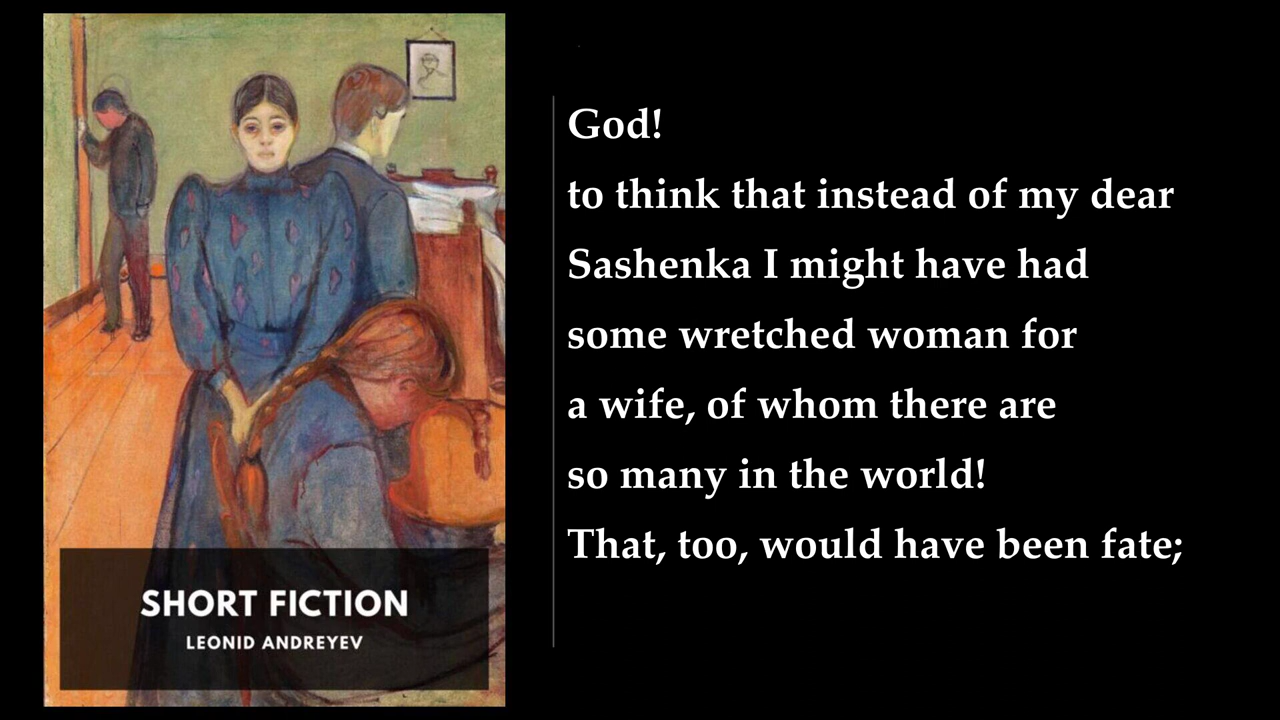 SHORT FICTION
LEONID ANDREYEV
God!
to think that instead of my dear
Sashenka I might have had
some wretched woman for
a wife, of whom there are
so many in the world!
That, too, would have been fate;